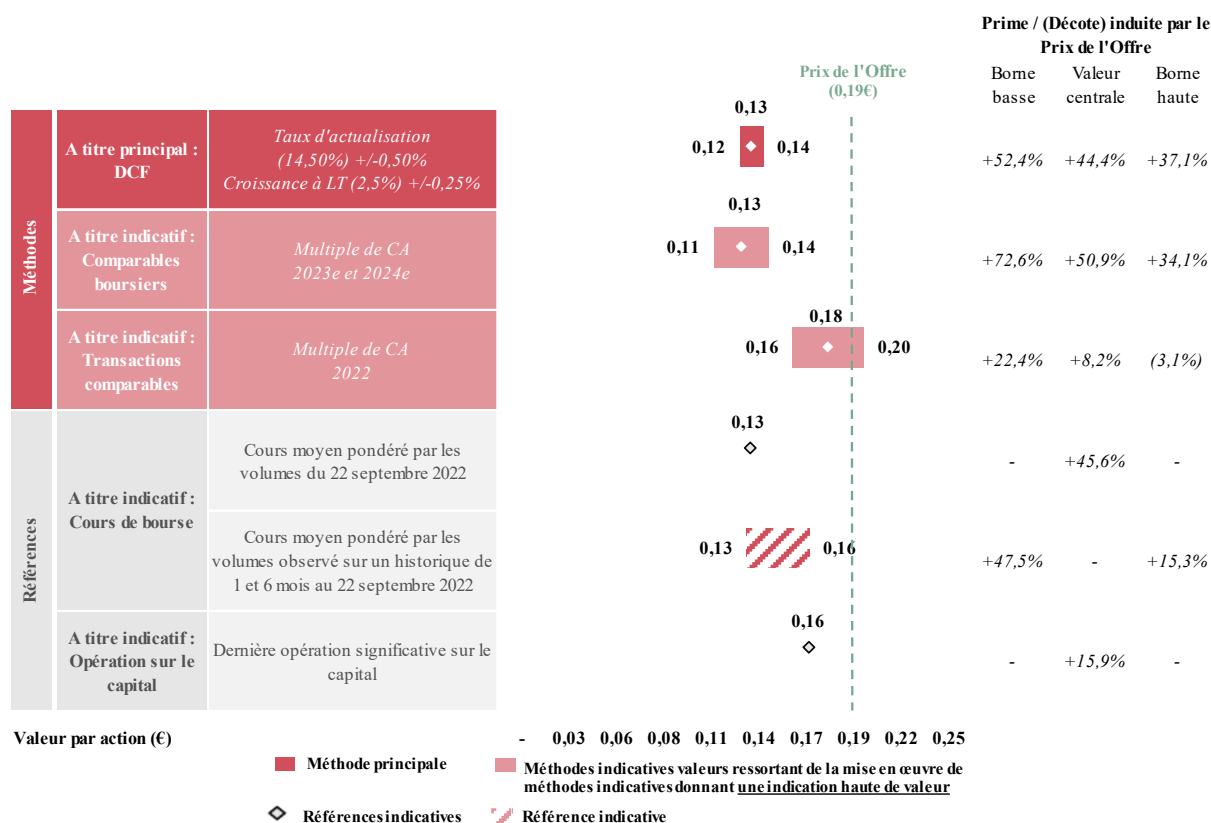 Prime / (Décote) induite par le
Prix de l'Offre
Prix de l'Offre
(0,19€)
Borne
basse
Valeur
centrale
Borne
haute
Méthodes
A titre principal :
DCF
Taux d'actualisation
(14,50%) +/-0,50%
Croissance à LT (2,5%) +/-0,25%
0,13
0,12
0,14
+52,4%
+44,4%
+37,1%
A titre indicatif :
Comparables
boursiers
Multiple de CA
2023e et 2024e
0,13
0,11
0,14
+72,6%
+50,9%
+34,1%
A titre indicatif :
Transactions
comparables
Multiple de CA
2022
0,18
0,16
0,20
+22,4%
+8,2%
(3,1%)
Références
A titre indicatif :
Cours de bourse
Cours moyen pondéré par les
volumes du 22 septembre 2022
0,13
-
+45,6%
-
Cours moyen pondéré par les
volumes observé sur un historique de
1 et 6 mois au 22 septembre 2022
0,13
0,16
+47,5%
-
+15,3%
A titre indicatif :
Opération sur le
capital
Dernière opération significative sur le
capital
0,16
-
+15,9%
-
Valeur par action (€)
- 0,03 0,06 0,08 0,11 0,14 0,17 0,19 0,22 0,25
Méthode principale
Méthodes indicatives valeurs ressortant de la mise en œuvre de
méthodes indicatives donnant une indication haute de valeur
Références indicatives
Référence indicative